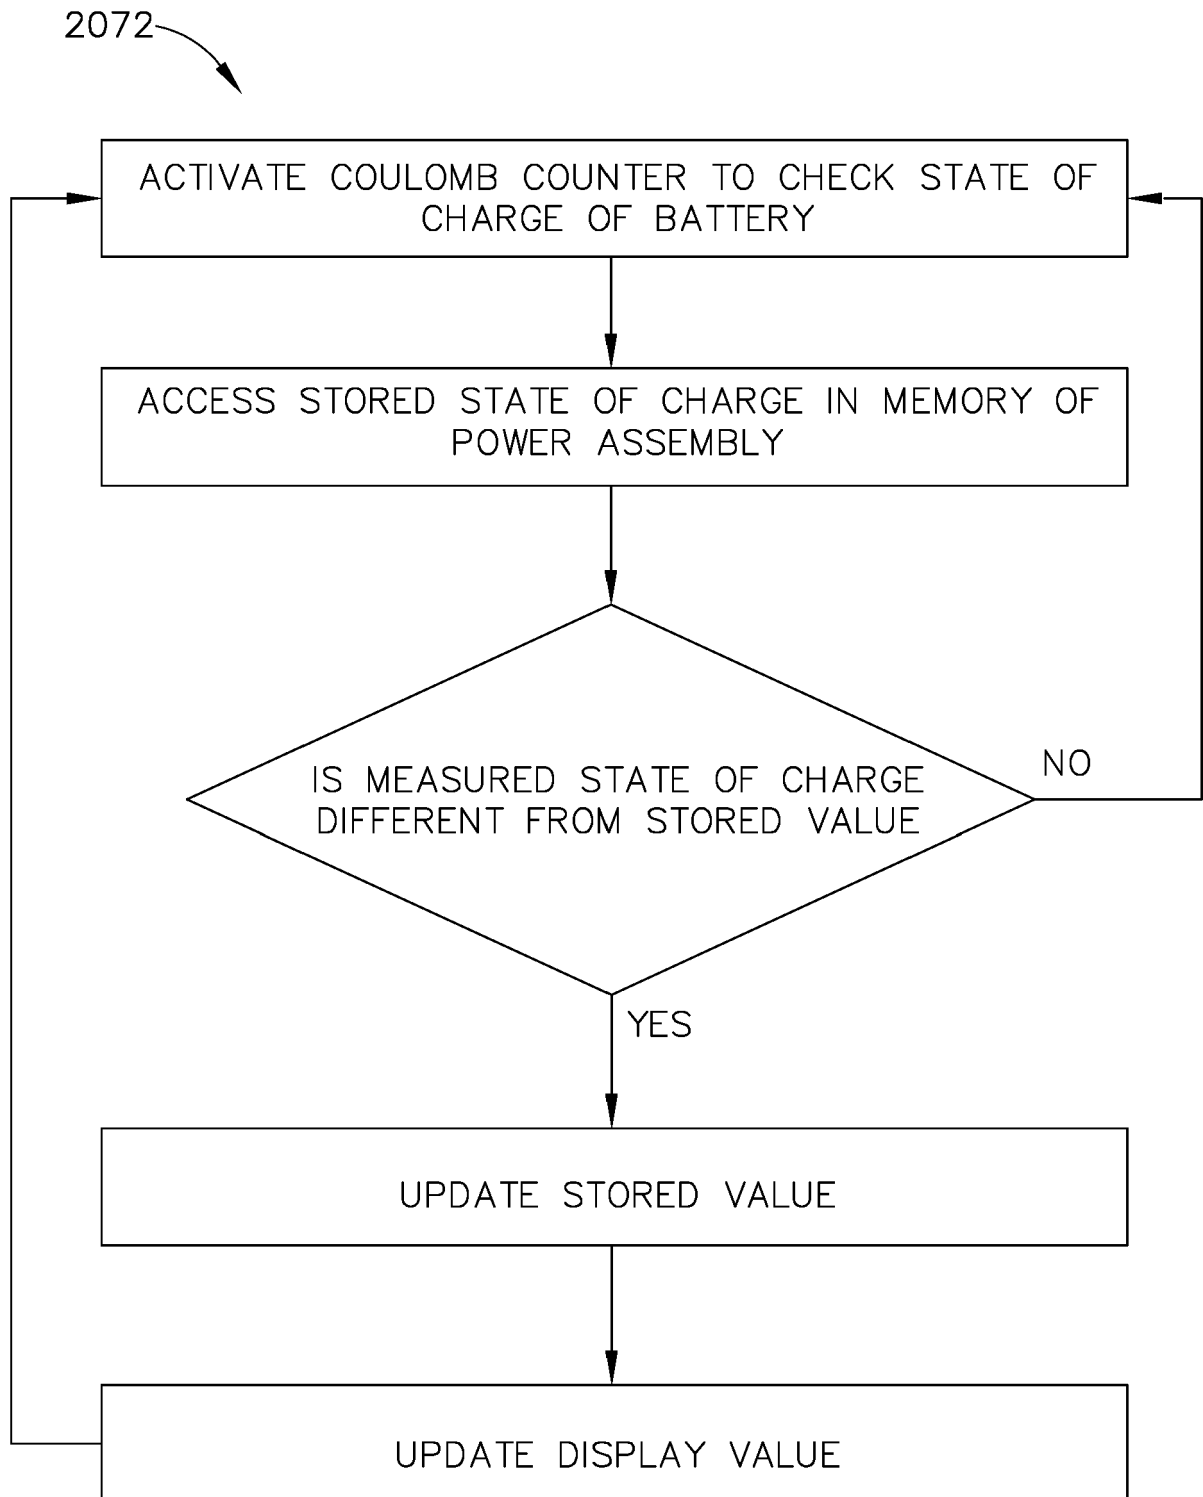 2072
ACTIVATE COULOMB COUNTER TO CHECK STATE OF
CHARGE OF BATTERY
ACCESS STORED STATE OF CHARGE IN MEMORY OF
POWER ASSEMBLY
IS MEASURED STATE OF CHARGE
DIFFERENT FROM STORED VALUE
NO
YES
UPDATE STORED VALUE
UPDATE DISPLAY VALUE